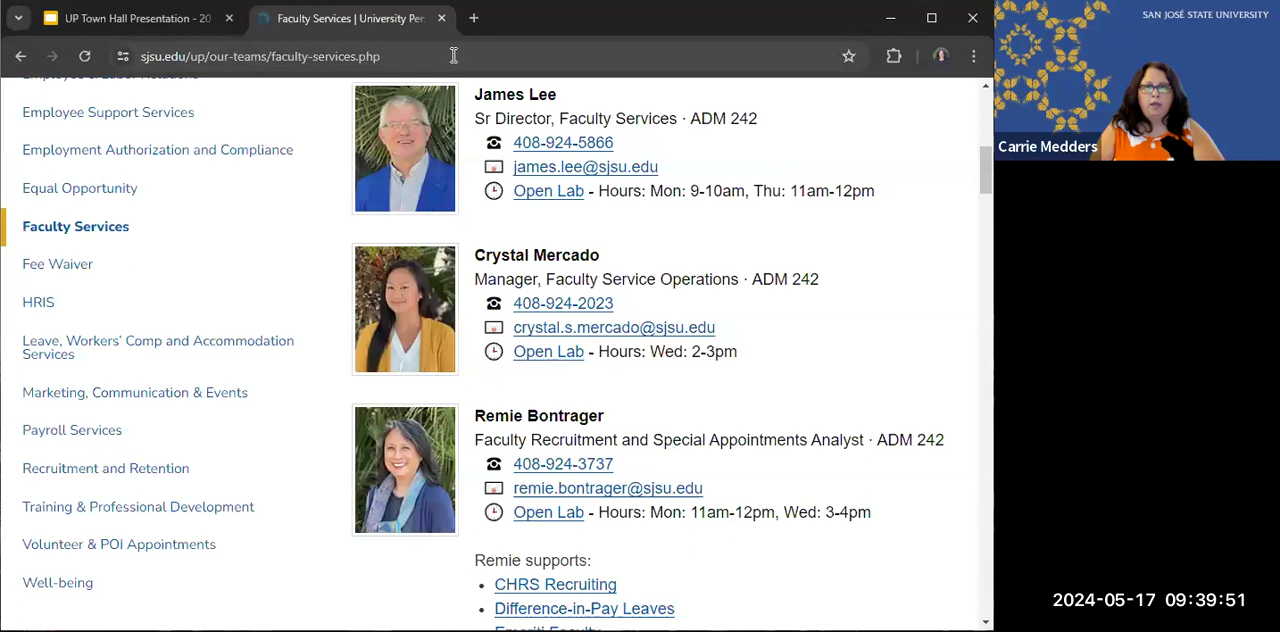 UP Town Hall Presentation - 20
Faculty Services | University Per
sjsu.edu/up/our-teams/faculty-services.php
SAN JOSÉ STATE UNIVERSITY
Carrie Medders
Employee & Labor Relations
Employee Support Services
Employment Authorization and Compliance
Equal Opportunity
Faculty Services
Fee Waiver
HRIS
Leave, Workers’ Comp and Accommodation
Services
Marketing, Communication & Events
Payroll Services
Recruitment and Retention
Training & Professional Development
Volunteer & POI Appointments
Well-being
James Lee
Sr Director, Faculty Services · ADM 242
408-924-5866
james.lee@sjsu.edu
Open Lab - Hours: Mon: 9-10am, Thu: 11am-12pm
Crystal Mercado
Manager, Faculty Service Operations · ADM 242
408-924-2023
crystal.s.mercado@sjsu.edu
Open Lab - Hours: Wed: 2-3pm
Remie Bontrager
Faculty Recruitment and Special Appointments Analyst · ADM 242
408-924-3737
remie.bontrager@sjsu.edu
Open Lab - Hours: Mon: 11am-12pm, Wed: 3-4pm
Remie supports:
• CHRS Recruiting
• Difference-in-Pay Leaves
Emeriti Faculty
2024-05-17 09:39:51